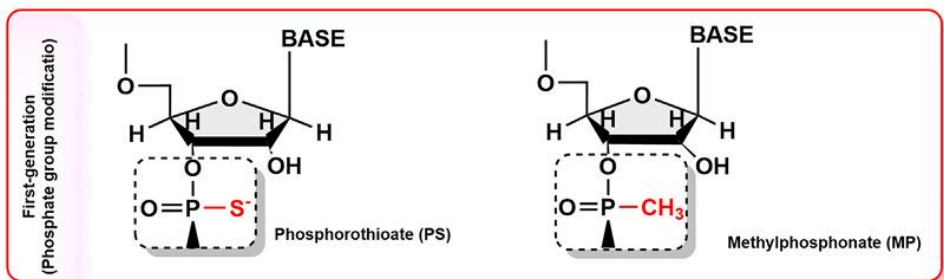 First-generation
(Phosphate group modificatio)
BASE
O
O
H
H
H
H
O
OH
O=P-S-
Phosphorothioate (PS)
BASE
O
O
H
H
H
H
O
OH
O=P-CH3
Methylphosphonate (MP)